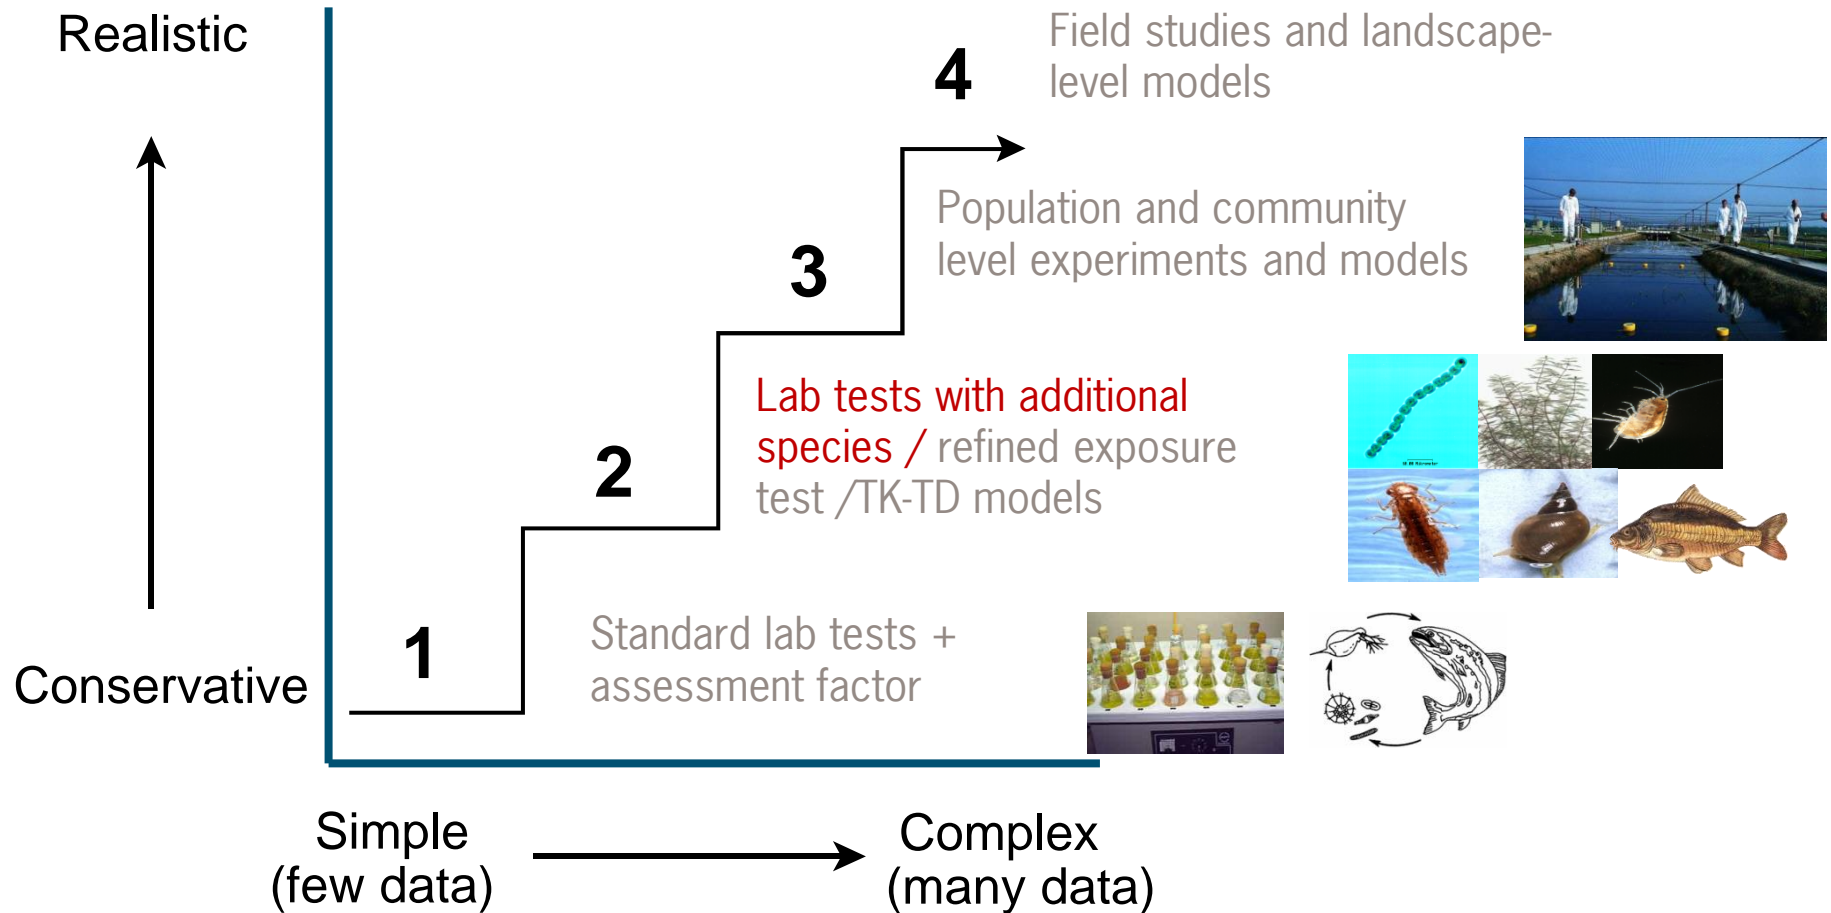 Realistic
Conservative
4
Field studies and landscape-
level models
3
Population and community
level experiments and models
2
Lab tests with additional
species / refined exposure
test /TK-TD models
1
Standard lab tests +
assessment factor
Simple
(few data)
Complex
(many data)